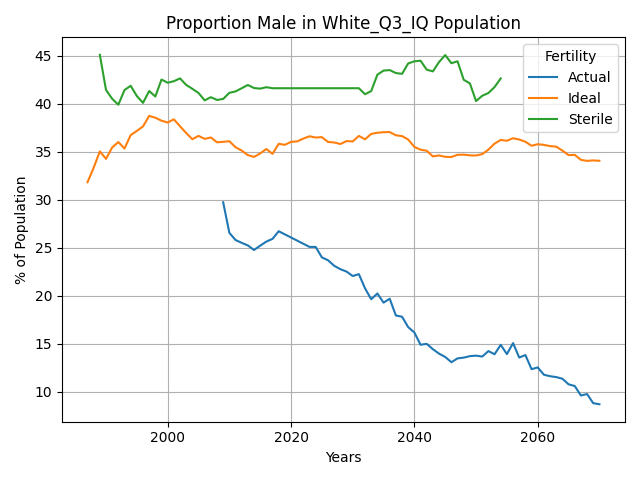 Proportion Male in White_Q3_IQ Population
Fertility
Actual
Ideal
Sterile
% of Population
45
40
35
30
25
20
15
10
2000
2020
2040
2060
Years